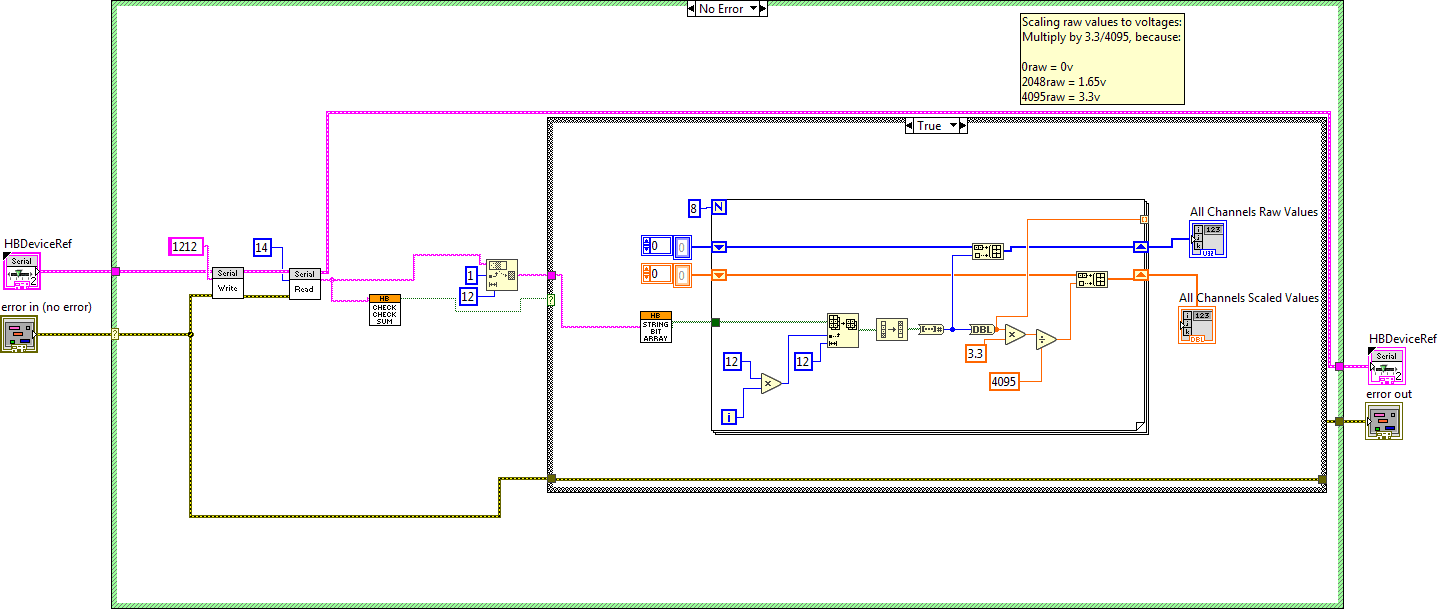 No Error
Scaling raw values to voltages:
Multiply by 3.3/4095, because:
0raw = 0v
2048raw = 1.65v
4095raw = 3.3v
True
8
N
All Channels Raw Values
1212
14
HBDeviceRef
Serial
2
Serial
Write
Serial
Read
1
12
0
0
123
U32
0
0
error in (no error)
HB
CHECK
CHECK
SUM
?
?
HB
STRING
BIT
ARRAY
All Channels Scaled Values
123
DBL
DBL
3.3
12
12
4095
i
HBDeviceRef
Serial
2
error out